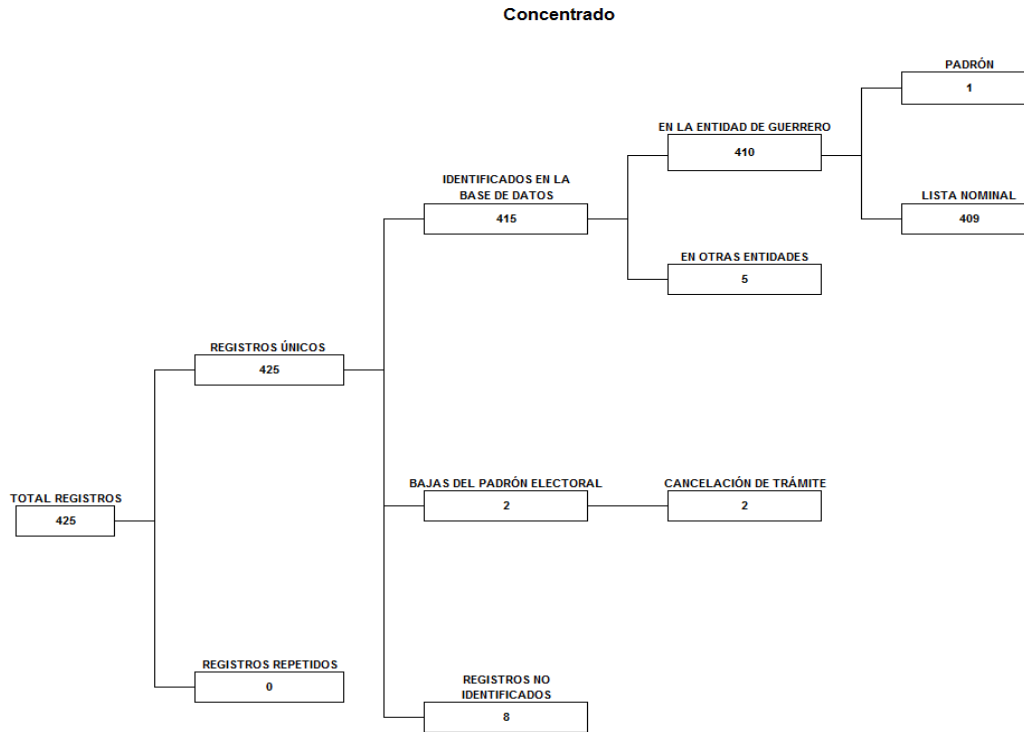 Concentrado
PADRÓN
1
EN LA ENTIDAD DE GUERRERO
410
IDENTIFICADOS EN LA
BASE DE DATOS
415
LISTA NOMINAL
409
EN OTRAS ENTIDADES
5
REGISTROS ÚNICOS
425
BAJAS DEL PADRÓN ELECTORAL
2
CANCELACIÓN DE TRÁMITE
2
TOTAL REGISTROS
425
REGISTROS REPETIDOS
0
REGISTROS NO
IDENTIFICADOS
8